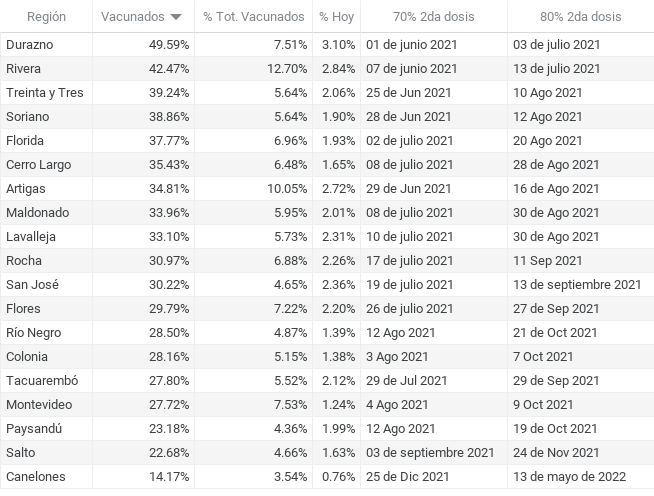 Región Vacunados % Tot. Vacunados % Hoy 70% 2da dosis 80% 2da dosis
Durazno 49.59% 7.51% 3.10% 01 de junio 2021 03 de julio 2021
Rivera 42.47% 12.70% 2.84% 07 de junio 2021 13 de julio 2021
Treinta y Tres 39.24% 5.64% 2.06% 25 de Jun 2021 10 Ago 2021
Soriano 38.86% 5.64% 1.90% 28 de Jun 2021 12 Ago 2021
Florida 37.77% 6.96% 1.93% 02 de julio 2021 20 Ago 2021
Cerro Largo 35.43% 6.48% 1.65% 08 de julio 2021 28 de Ago 2021
Artigas 34.81% 10.05% 2.72% 29 de Jun 2021 16 de Ago 2021
Maldonado 33.96% 5.95% 2.01% 08 de julio 2021 30 de Ago 2021
Lavalleja 33.10% 5.73% 2.31% 10 de julio 2021 30 de Ago 2021
Rocha 30.97% 6.88% 2.26% 17 de julio 2021 11 Sep 2021
San José 30.22% 4.65% 2.36% 19 de julio 2021 13 de septiembre 2021
Flores 29.79% 7.22% 2.20% 26 de julio 2021 27 de Sep 2021
Río Negro 28.50% 4.87% 1.39% 12 Ago 2021 21 de Oct 2021
Colonia 28.16% 5.15% 1.38% 3 Ago 2021 7 Oct 2021
Tacuarembó 27.80% 5.52% 2.12% 29 de Jul 2021 29 de Sep 2021
Montevideo 27.72% 7.53% 1.24% 4 Ago 2021 9 Oct 2021
Paysandú 23.18% 4.36% 1.99% 12 Ago 2021 19 de Oct 2021
Salto 22.68% 4.66% 1.63% 03 de septiembre 2021 24 de Nov 2021
Canelones 14.17% 3.54% 0.76% 25 de Dic 2021 13 de mayo de 2022